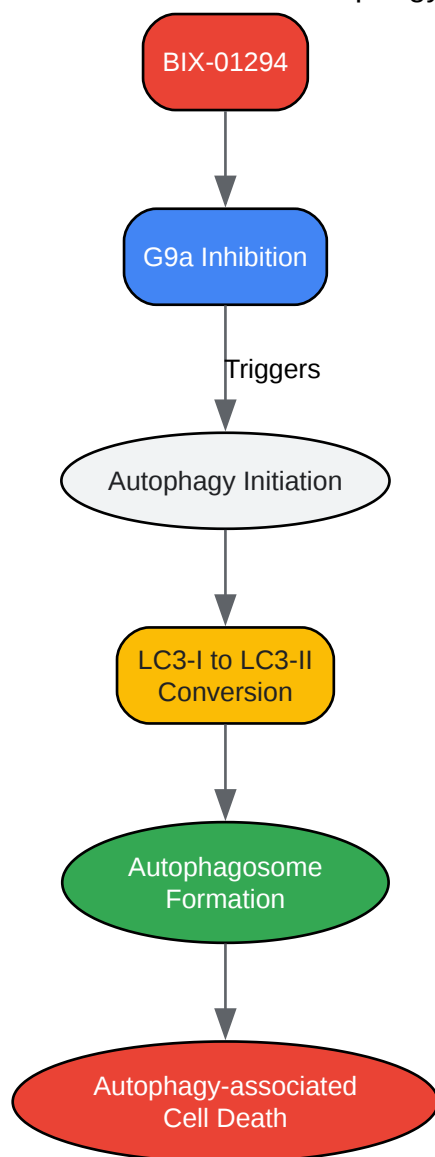 BIX-01294
G9a Inhibition
Triggers
Autophagy Initiation
LC3-I to LC3-II
Conversion
Autophagosome
Formation
Autophagy-associated
Cell Death